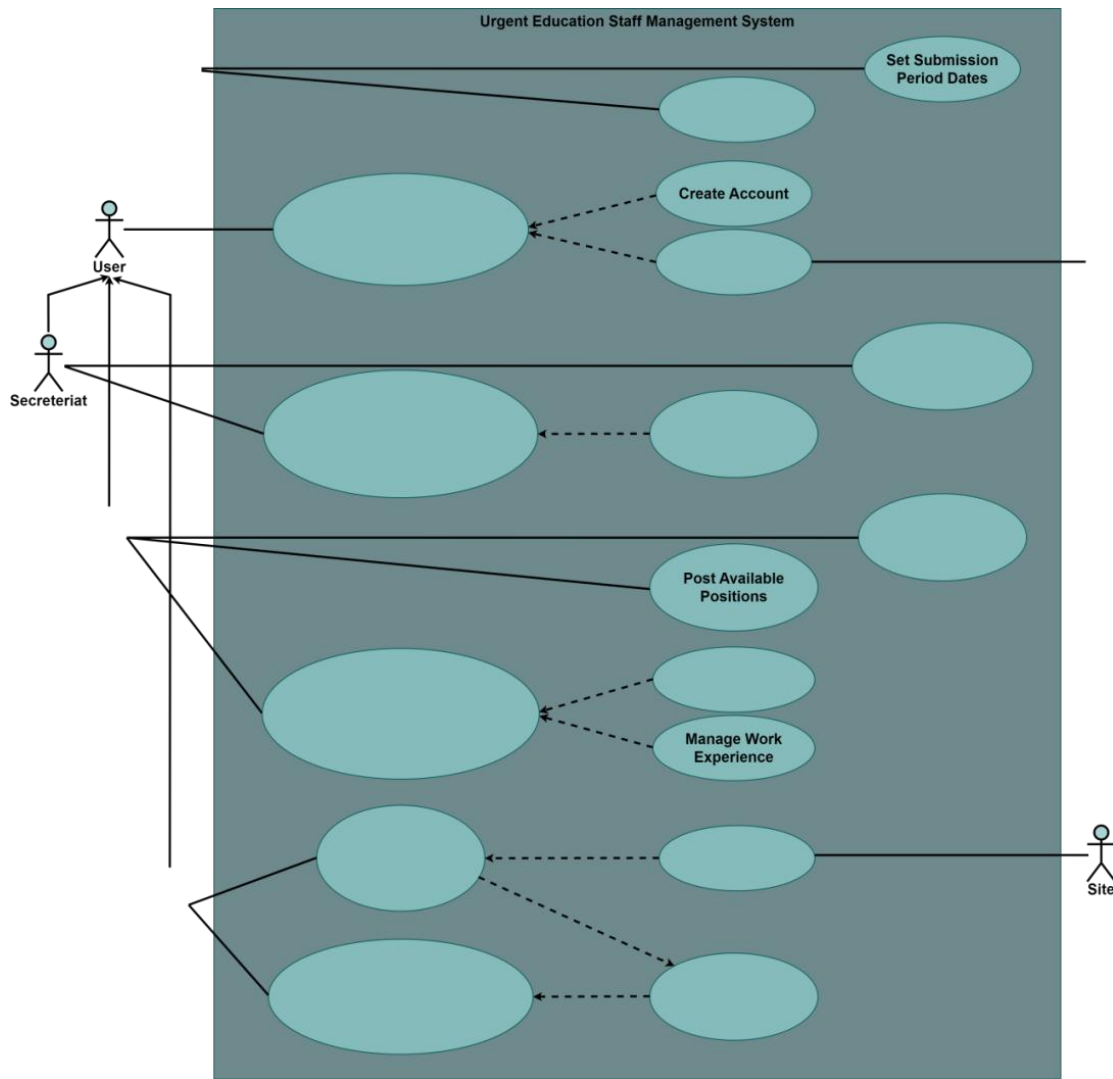 Urgent Education Staff Management System
Set Submission
Period Dates
Create Account
User
Secreteriat
Post Available
Positions
Manage Work
Experience
Site